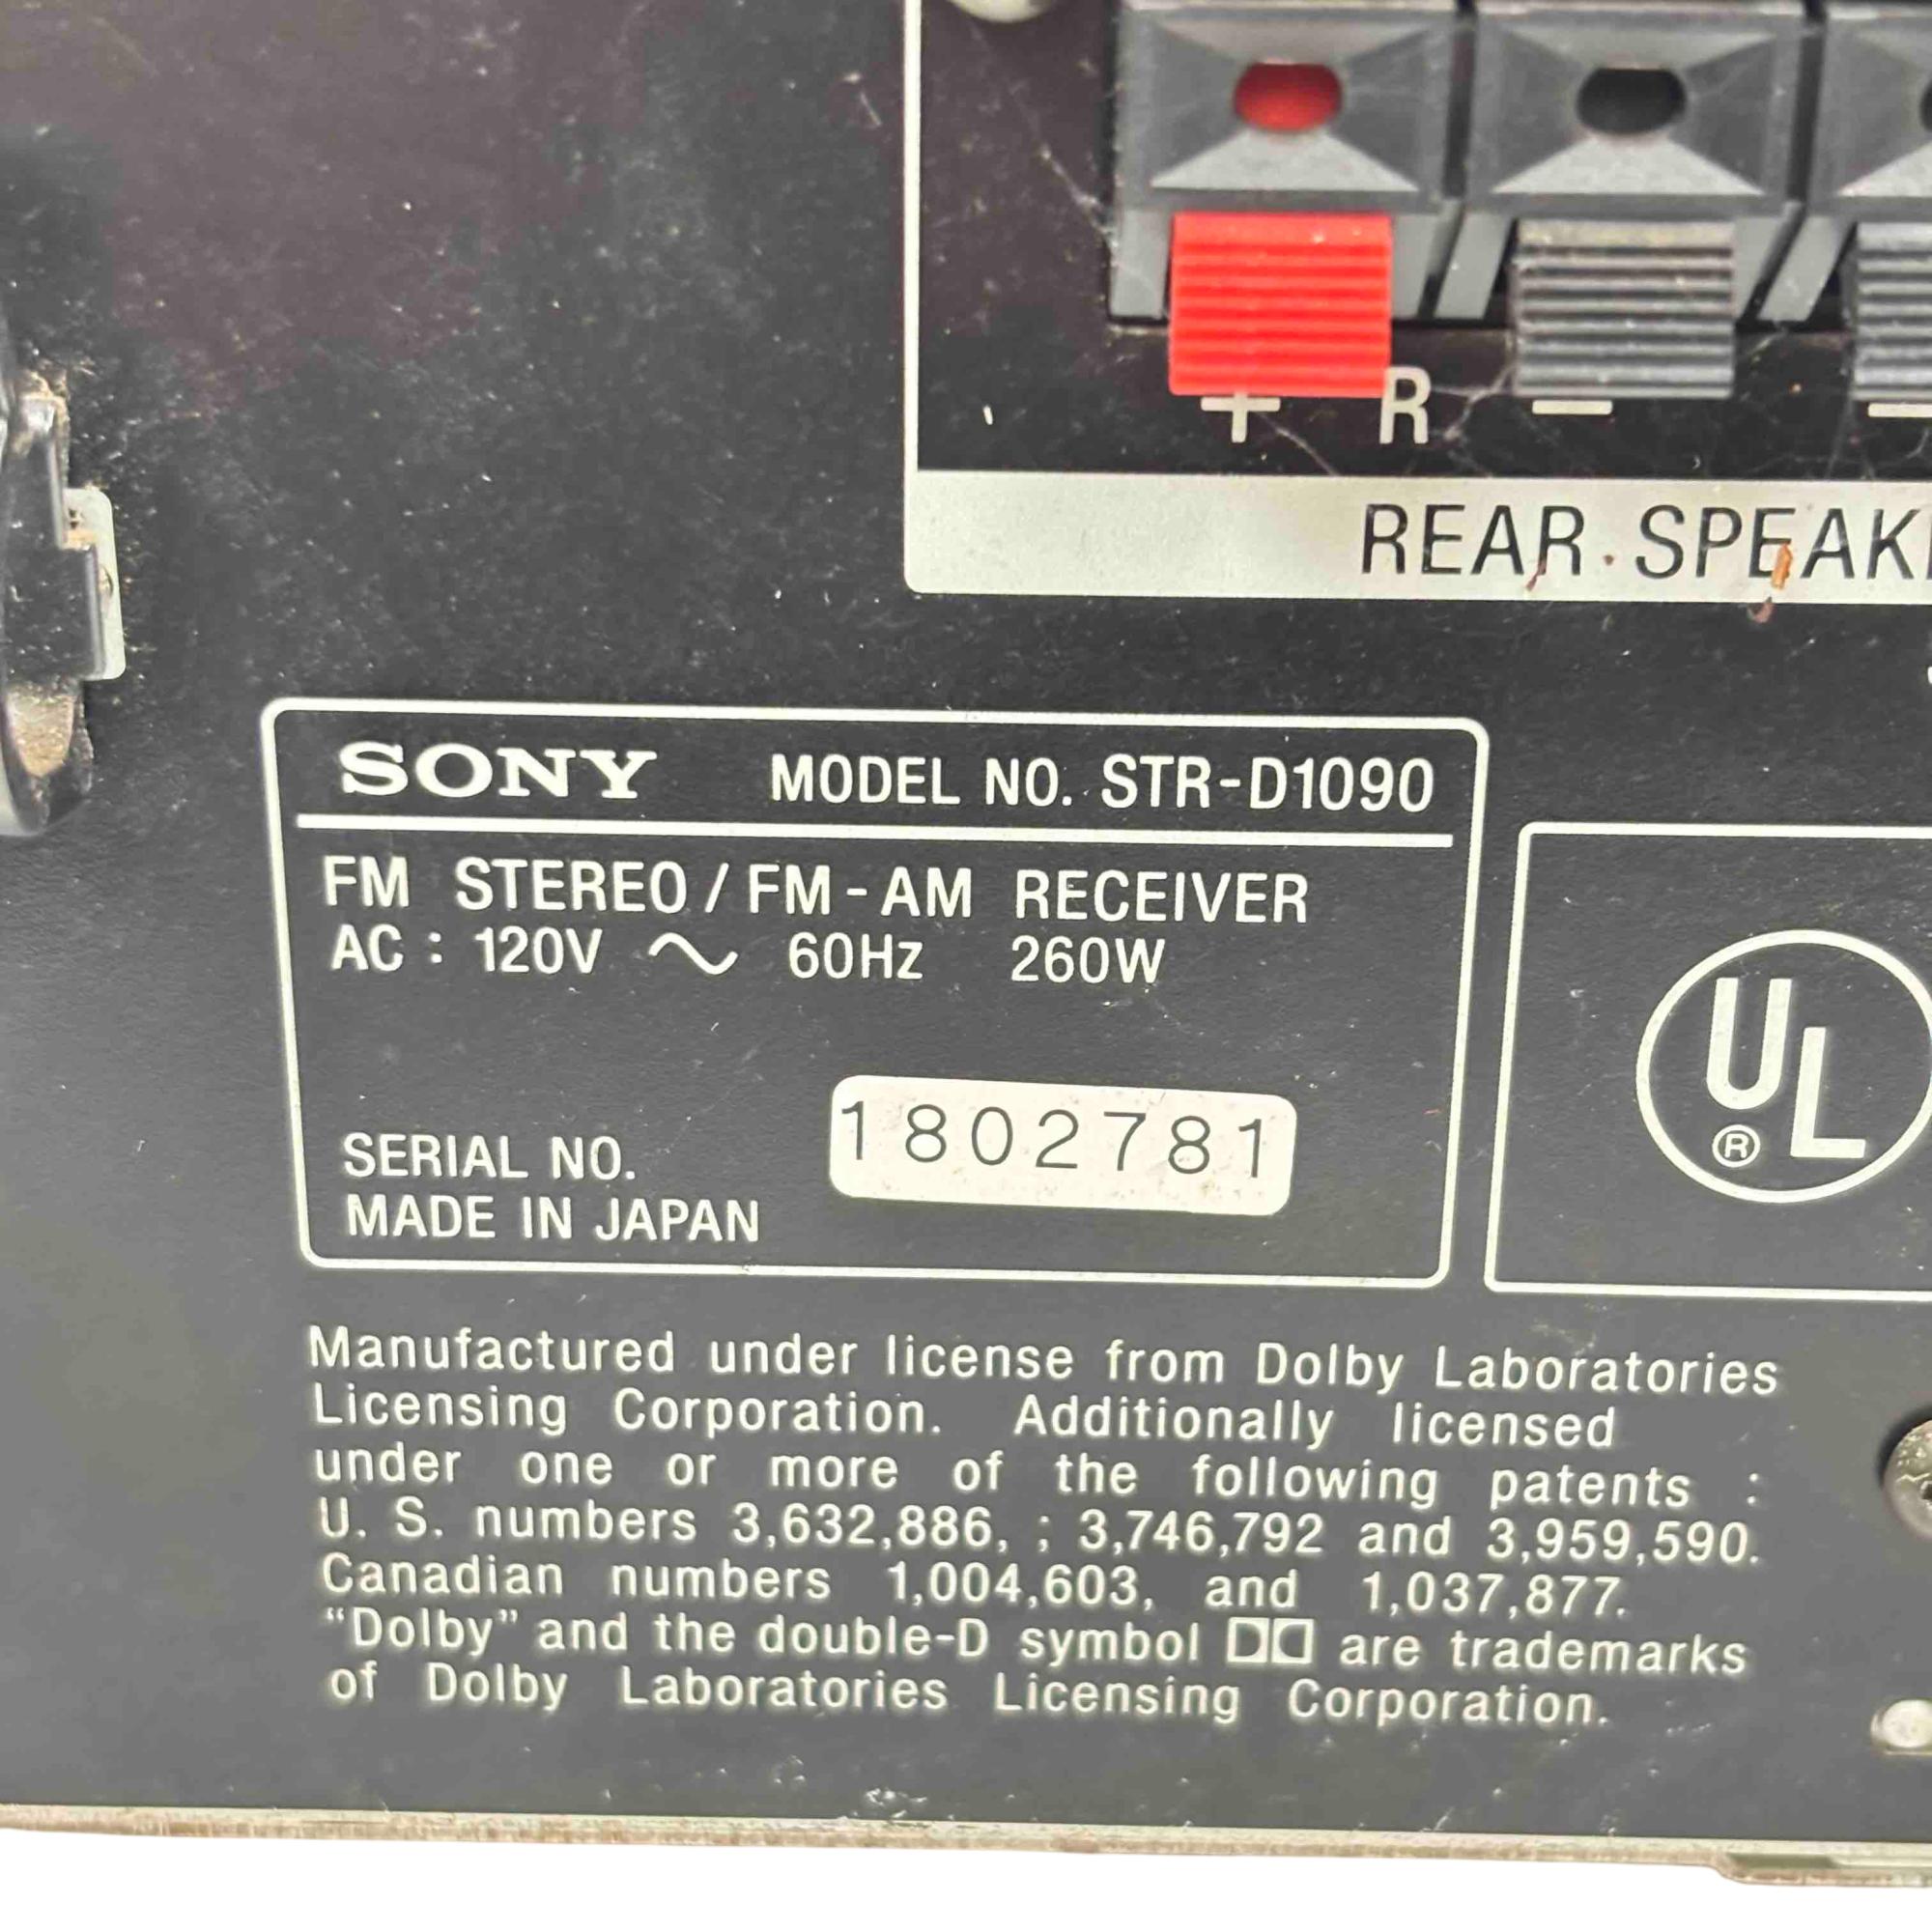 + R − −
REAR SPEAK
SONY MODEL NO. STR-D1090
FM STEREO / FM-AM RECEIVER
AC : 120V ~ 60Hz 260W
SERIAL NO. 1802781
MADE IN JAPAN
UL ®
Manufactured under license from Dolby Laboratories
Licensing Corporation. Additionally licensed
under one or more of the following patents :
U. S. numbers 3,632,886, ; 3,746,792 and 3,959,590.
Canadian numbers 1,004,603, and 1,037,877.
“Dolby” and the double-D symbol DD are trademarks
of Dolby Laboratories Licensing Corporation.